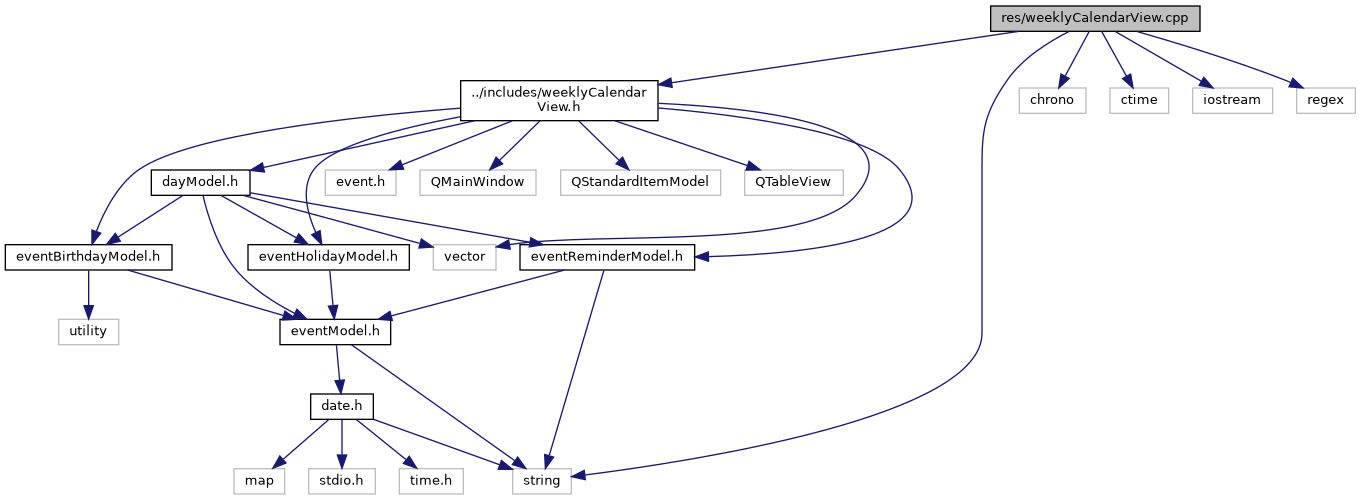 res/weeklyCalendarView.cpp
../includes/weeklyCalendar
View.h
chrono
ctime
iostream
regex
dayModel.h
event.h
QMainWindow
QStandardItemModel
QTableView
eventBirthdayModel.h
eventHolidayModel.h
vector
eventReminderModel.h
utility
eventModel.h
date.h
map
stdio.h
time.h
string